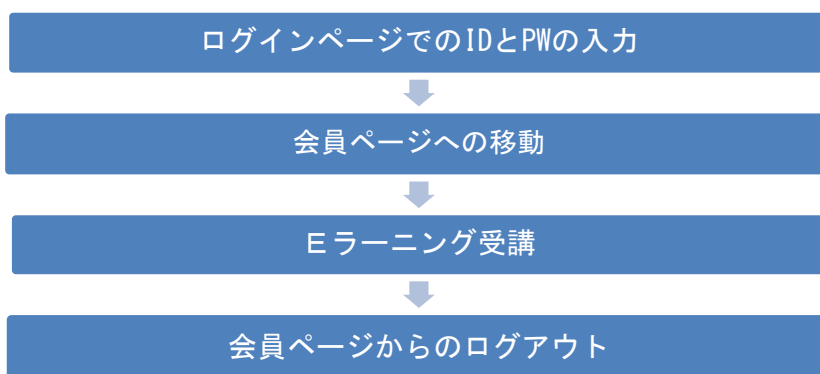 ログインページでのIDとPWの入力
会員ページへの移動
Eラーニング受講
会員ページからのログアウト